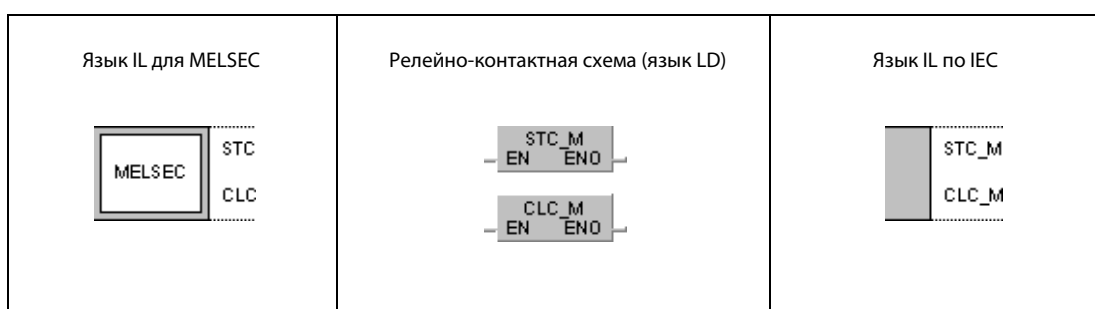 Язык IL для MELSEC
MELSEC
STC
CLC
Релейно-контактная схема (язык LD)
STC_M
EN ENO
CLC_M
EN ENO
Язык IL по IEC
STC_M
CLC_M